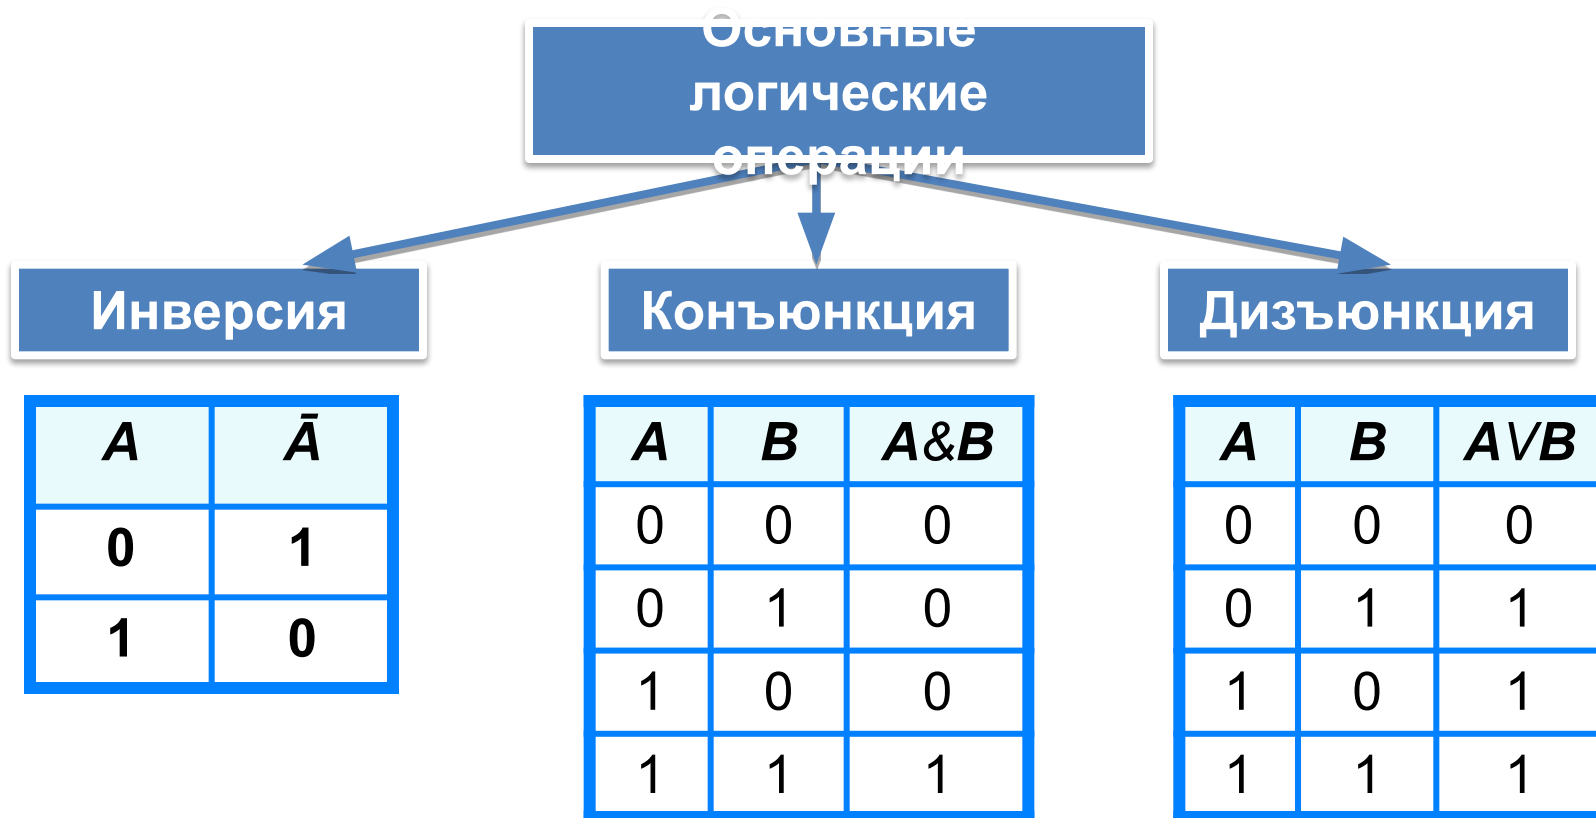 Основные
логические
операции
Инверсия
Конъюнкция
Дизъюнкция
A Ā
0 1
1 0
A B A&B
0 0 0
0 1 0
1 0 0
1 1 1
A B AVB
0 0 0
0 1 1
1 0 1
1 1 1